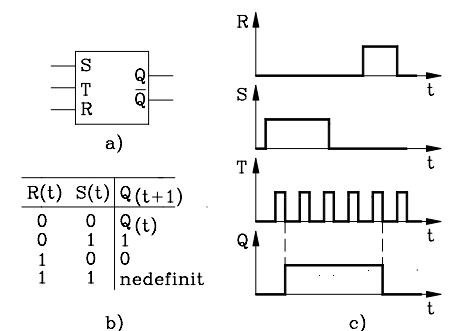 S
T
R
Q
Q̅
a)
R(t) S(t) Q(t+1)
0 0 Q(t)
0 1 1
1 0 0
1 1 nedefinit
b)
R
t
S
t
T
t
Q
t
c)